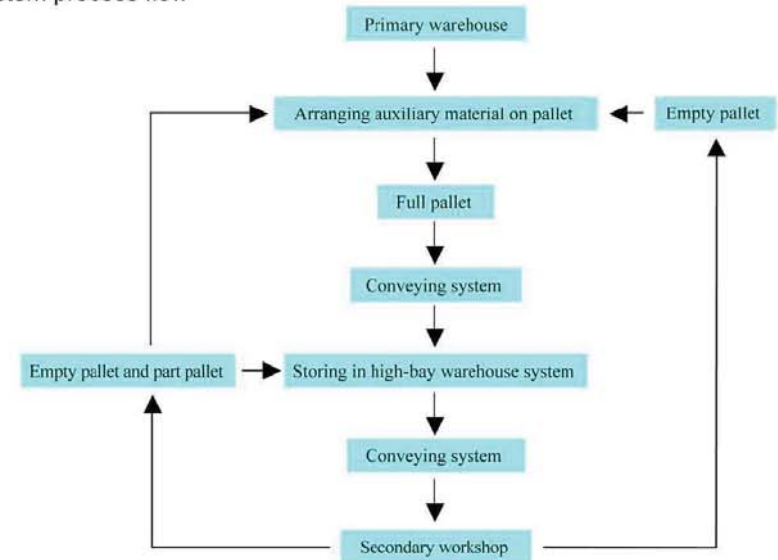 Primary warehouse
Arranging auxiliary material on pallet
Empty pallet
Full pallet
Conveying system
Empty pallet and part pallet
Storing in high-bay warehouse system
Conveying system
Secondary workshop